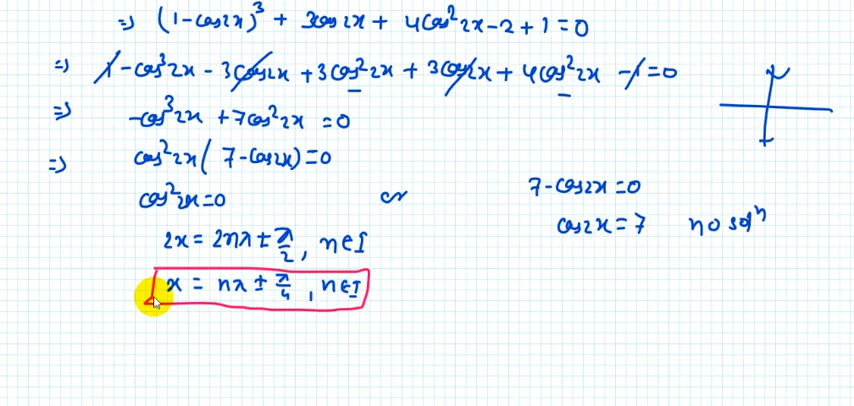 ⇒ (1-cos2x)³ + 3cos2x + 4cos²2x-2+1=0
⇒ 1-cos³2x - 3cos2x + 3cos²2x + 3cos2x + 4cos²2x -1=0
⇒ -cos³2x + 7cos²2x = 0
⇒ cos²2x( 7-cos2x)=0
cos²2x=0 or 7-cos2x=0
cos2x=7 no solⁿ
2x = 2nπ ± π/2, n∈I
x = nπ ± π/4, n∈I